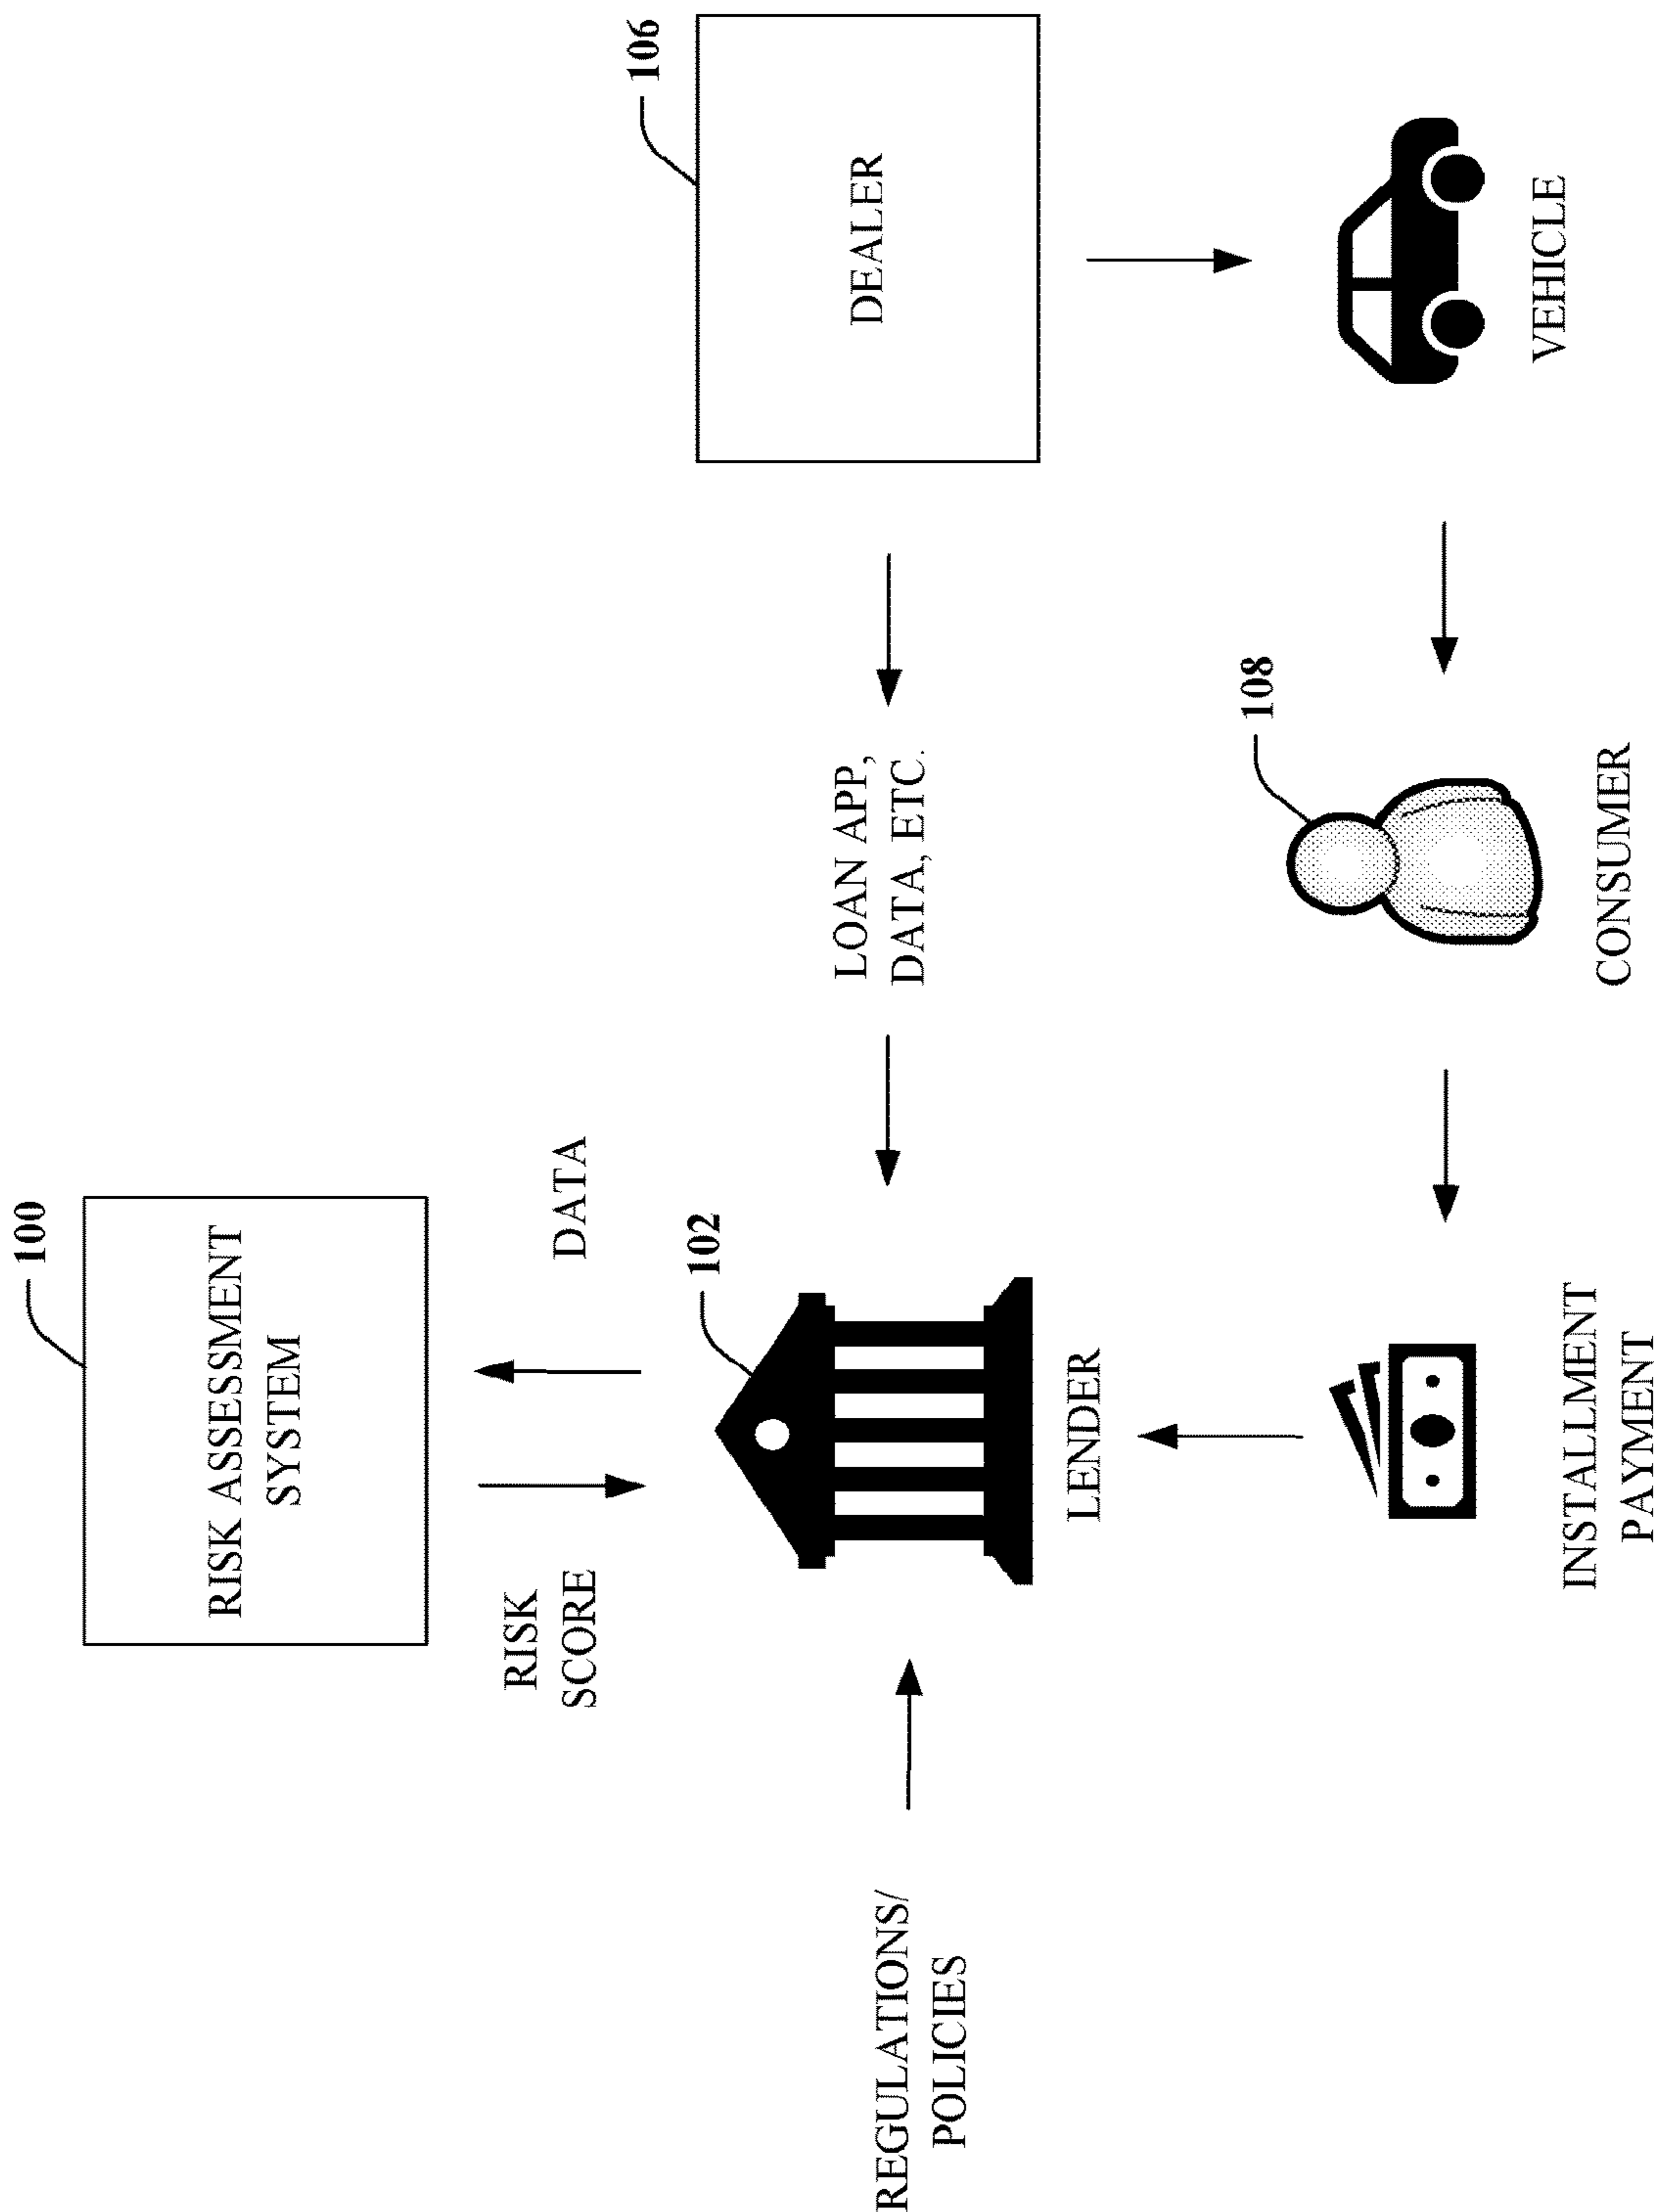 100
RISK ASSESSMENT
SYSTEM
RISK
SCORE
DATA
106
102
REGULATIONS/
POLICIES
LOAN APP,
DATA, ETC.
DEALER
LENDER
108
INSTALLMENT
PAYMENT
CONSUMER
VEHICLE